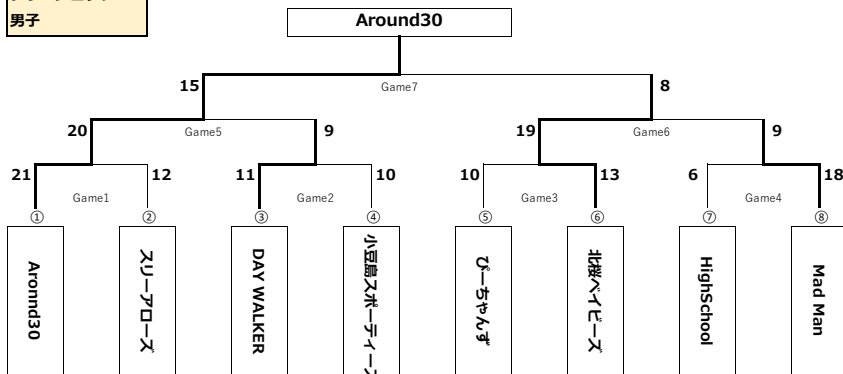 男子
Around30
15
Game7
8
20
Game5
9
19
Game6
9
21
Game1
12
11
Game2
10
10
Game3
13
6
Game4
18
①
②
③
④
⑤
⑥
⑦
⑧
Aronnd30
スリーアローズ
DAY WALKER
小豆島スポーティーズ
ぴーちゃんず
北桜ベイビーズ
HighSchool
Mad Man